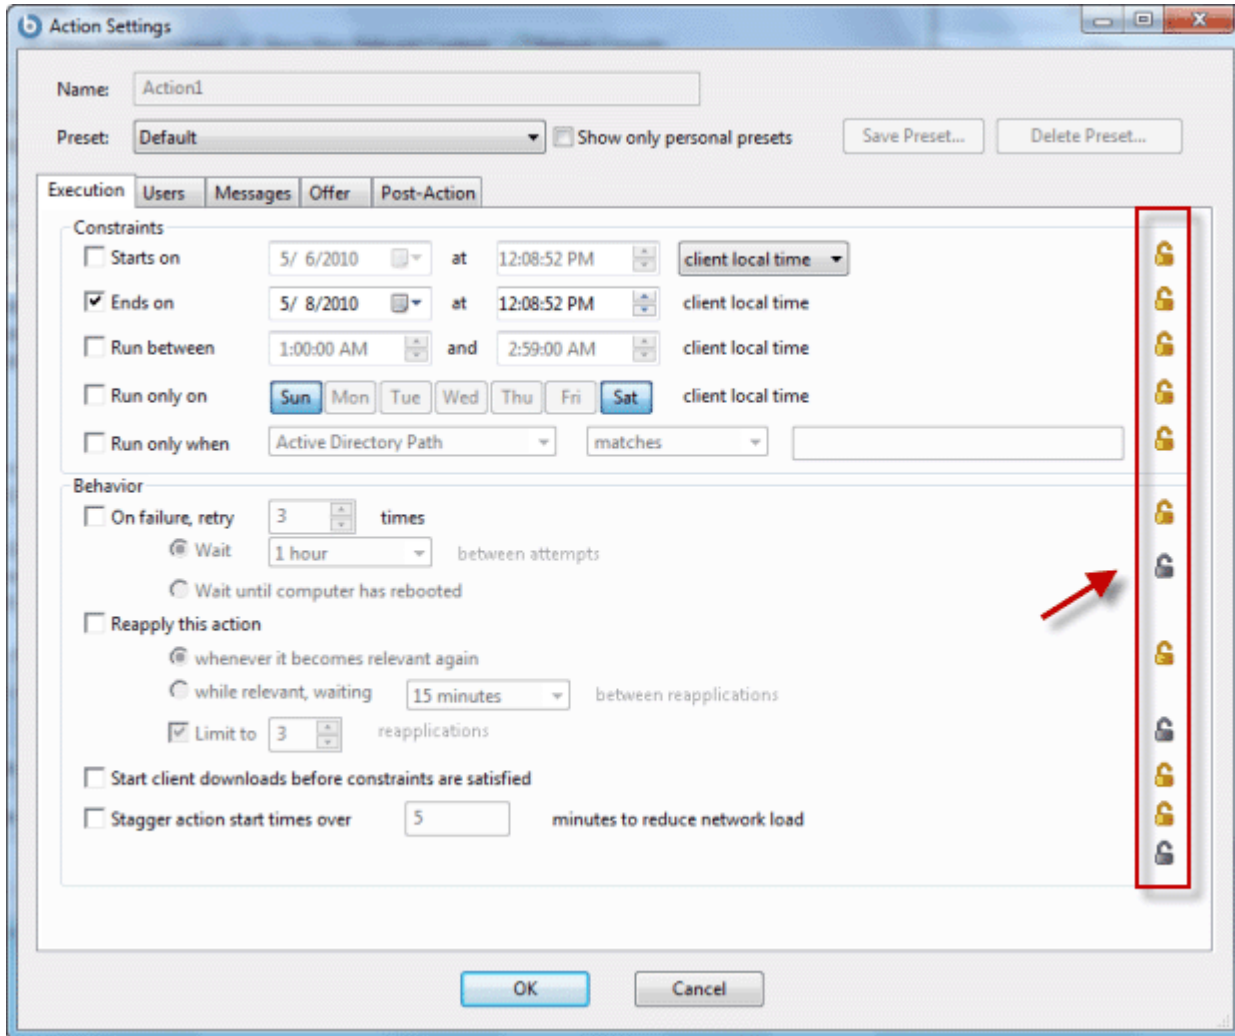 Action Settings
Name: Action1
Preset: Default Show only personal presets Save Preset... Delete Preset...
Execution Users Messages Offer Post-Action
Constraints
Starts on 5/ 6/2010 at 12:08:52 PM client local time
Ends on 5/ 8/2010 at 12:08:52 PM client local time
Run between 1:00:00 AM and 2:59:00 AM client local time
Run only on Sun Mon Tue Wed Thu Fri Sat client local time
Run only when Active Directory Path matches
Behavior
On failure, retry 3 times
Wait 1 hour between attempts
Wait until computer has rebooted
Reapply this action
whenever it becomes relevant again
while relevant, waiting 15 minutes between reapplications
Limit to 3 reapplications
Start client downloads before constraints are satisfied
Stagger action start times over 5 minutes to reduce network load
OK Cancel